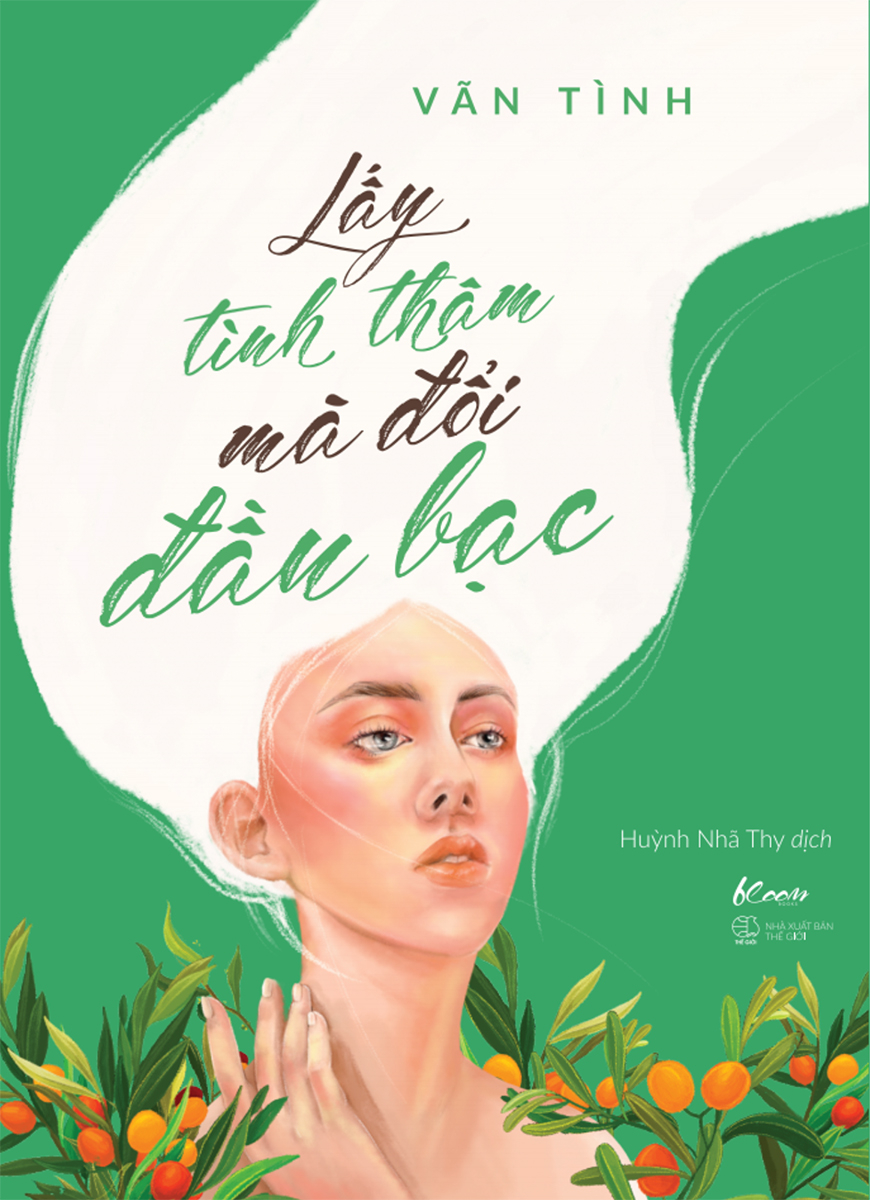 VÃN TÌNH
Lấy
tình thâm
mà đổi
đần bạc
Huỳnh Nhã Thy dịch
bloom
BOOKS
NHÀ XUẤT BẢN
THẾ GIỚI
THẾ GIỚI